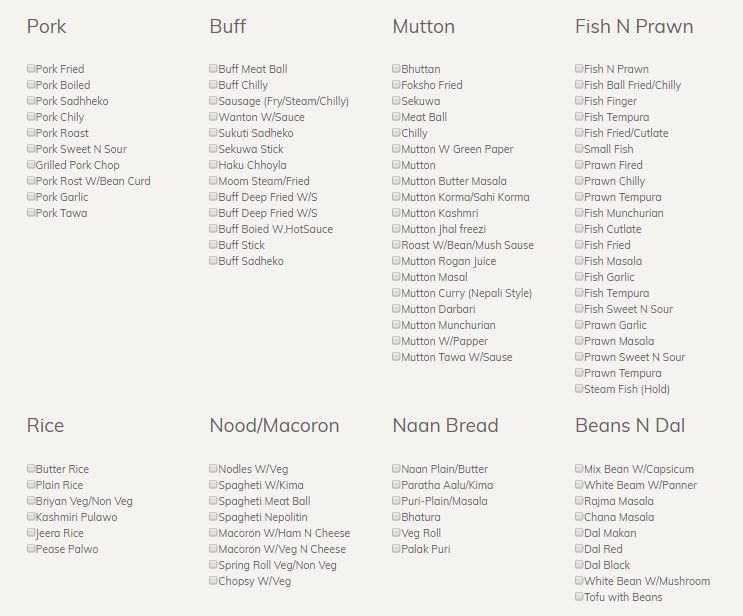 Pork
Pork Fried
Pork Boiled
Pork Sadhheko
Pork Chily
Pork Roast
Pork Sweet N Sour
Grilled Pork Chop
Pork Rost W/Bean Curd
Pork Garlic
Pork Tawa
Buff
Buff Meat Ball
Buff Chilly
Sausage (Fry/Steam/Chilly)
Wanton W/Sauce
Sukuti Sadheko
Sekuwa Stick
Haku Chhoyla
Moom Steam/Fried
Buff Deep Fried W/S
Buff Deep Fried W/S
Buff Boied W.HotSauce
Buff Stick
Buff Sadheko
Mutton
Bhuttan
Foksho Fried
Sekuwa
Meat Ball
Chilly
Mutton W Green Paper
Mutton
Mutton Butter Masala
Mutton Korma/Sahi Korma
Mutton Kashmri
Mutton Jhal freezi
Roast W/Bean/Mush Sause
Mutton Rogan Juice
Mutton Masal
Mutton Curry (Nepali Style)
Mutton Darbari
Mutton Munchurian
Mutton W/Papper
Mutton Tawa W/Sause
Fish N Prawn
Fish N Prawn
Fish Ball Fried/Chilly
Fish Finger
Fish Tempura
Fish Fried/Cutlate
Small Fish
Prawn Fired
Prawn Chilly
Prawn Tempura
Fish Munchurian
Fish Cutlate
Fish Fried
Fish Masala
Fish Garlic
Fish Tempura
Fish Sweet N Sour
Prawn Garlic
Prawn Masala
Prawn Sweet N Sour
Prawn Tempura
Steam Fish (Hold)
Rice
Butter Rice
Plain Rice
Briyan Veg/Non Veg
Kashmiri Pulawo
Jeera Rice
Pease Palwo
Nood/Macoron
Nodles W/Veg
Spagheti W/Kima
Spagheti Meat Ball
Spagheti Nepolitin
Macoron W/Ham N Cheese
Macoron W/Veg N Cheese
Spring Roll Veg/Non Veg
Chopsy W/Veg
Naan Bread
Naan Plain/Butter
Paratha Aalu/Kima
Puri-Plain/Masala
Bhatura
Veg Roll
Palak Puri
Beans N Dal
Mix Bean W/Capsicum
White Beam W/Panner
Rajma Masala
Chana Masala
Dal Makan
Dal Red
Dal Black
White Bean W/Mushroom
Tofu with Beans